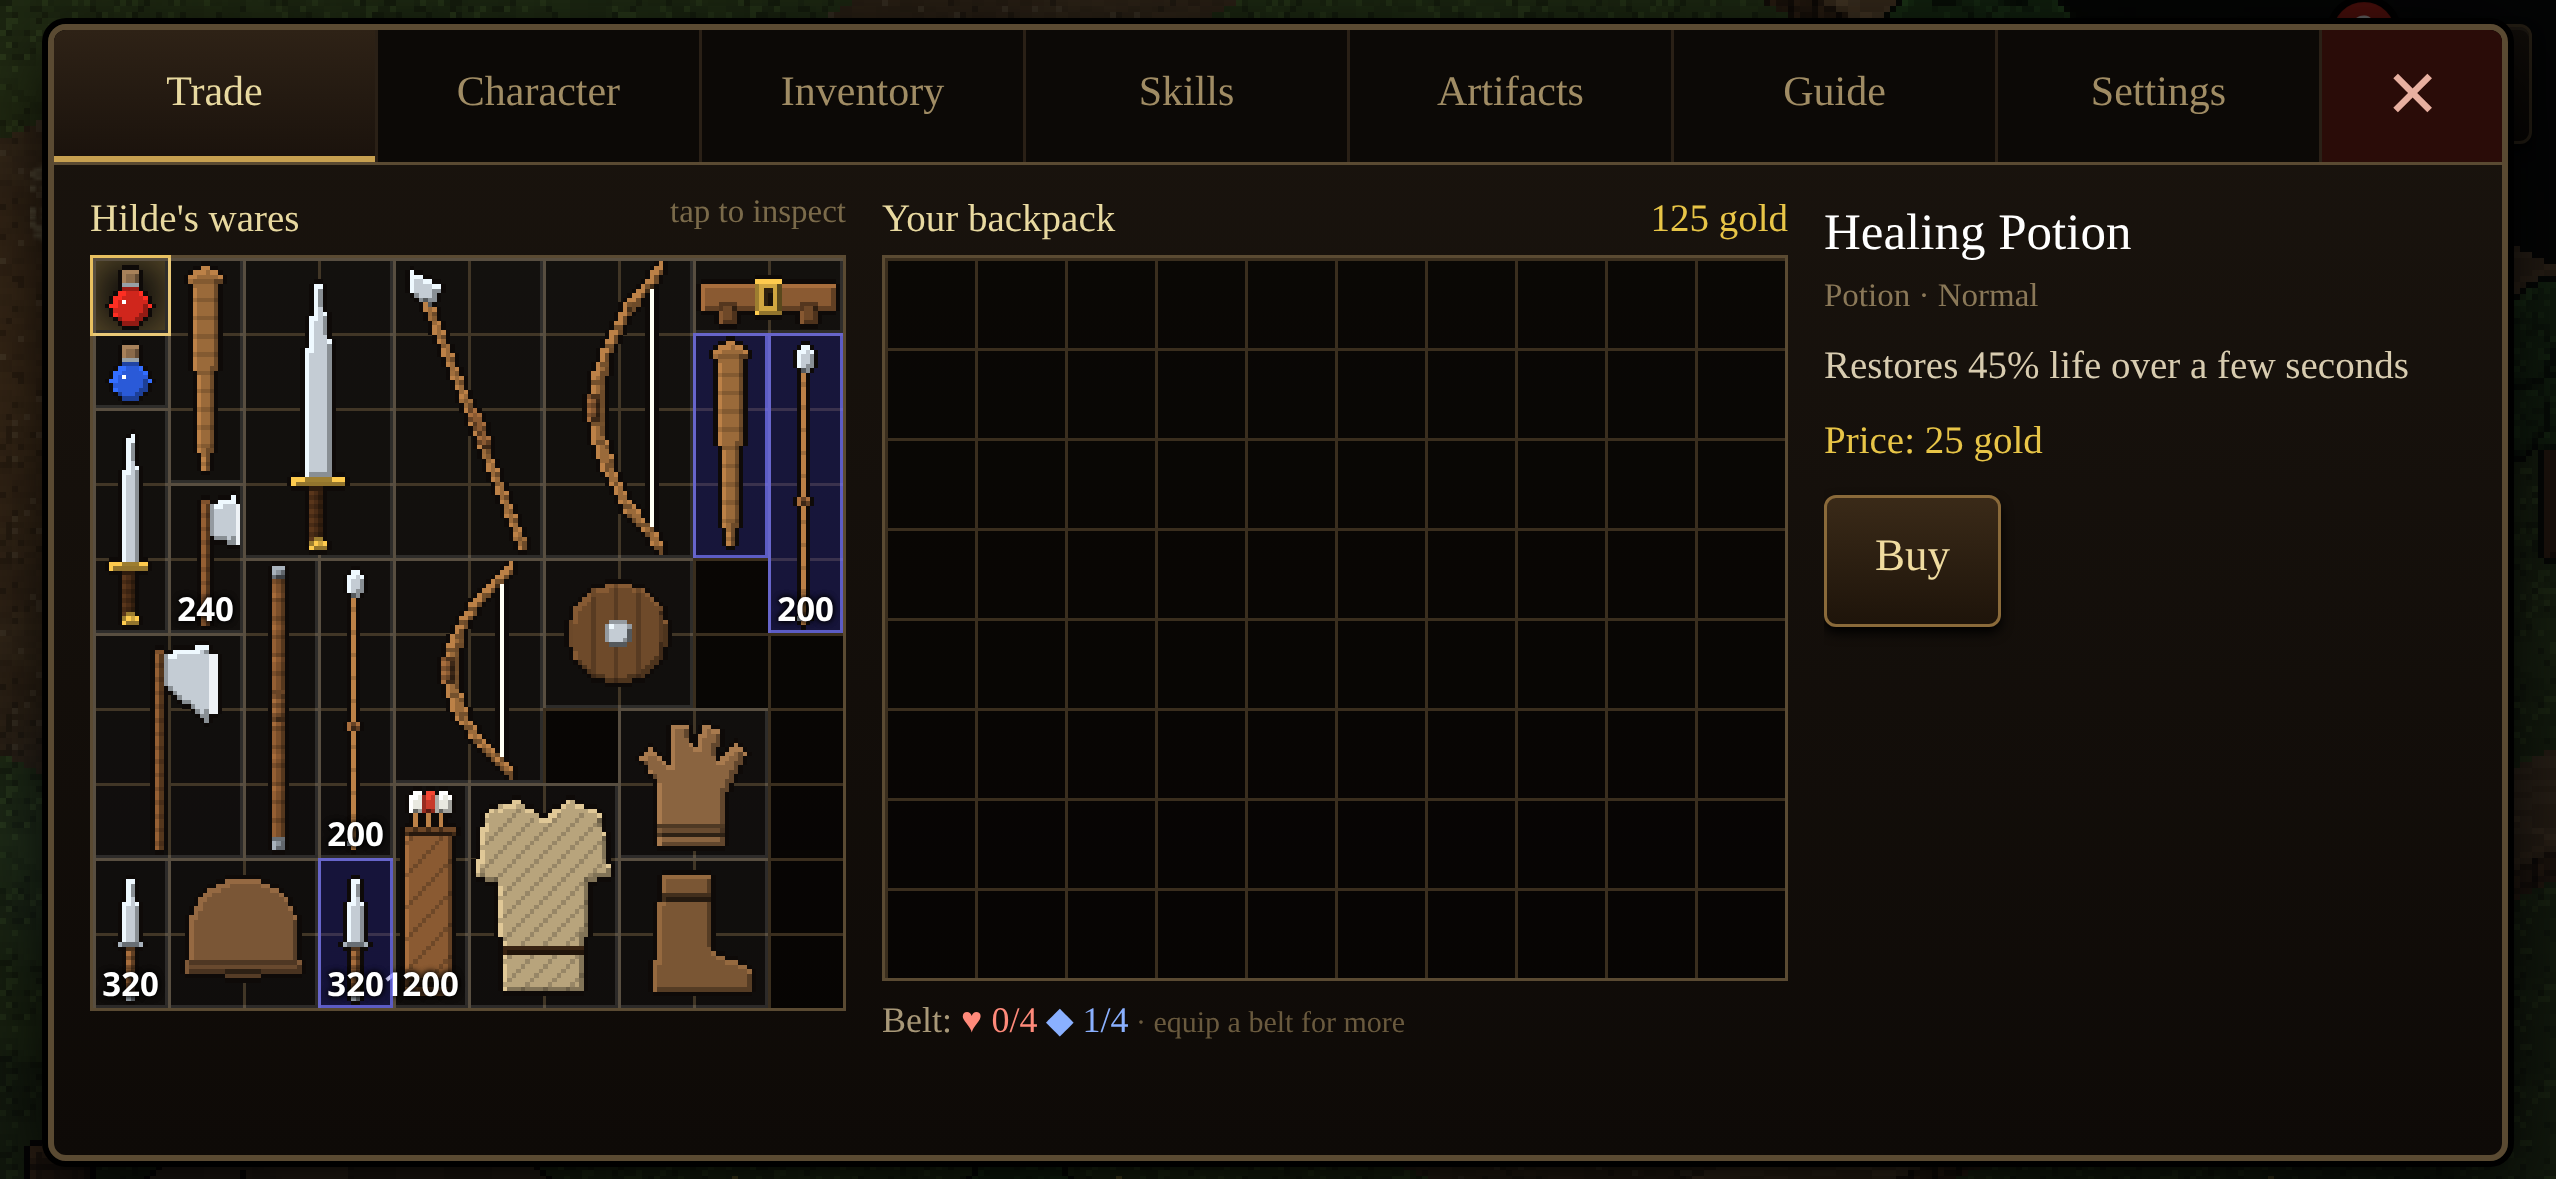 Trade
Character
Inventory
Skills
Artifacts
Guide
Settings
✕
Hilde's wares
tap to inspect
Your backpack
125 gold
240
200
200
320
320
1200
Belt: ♥ 0/4 ◆ 1/4 · equip a belt for more
Healing Potion
Potion · Normal
Restores 45% life over a few seconds
Price: 25 gold
Buy